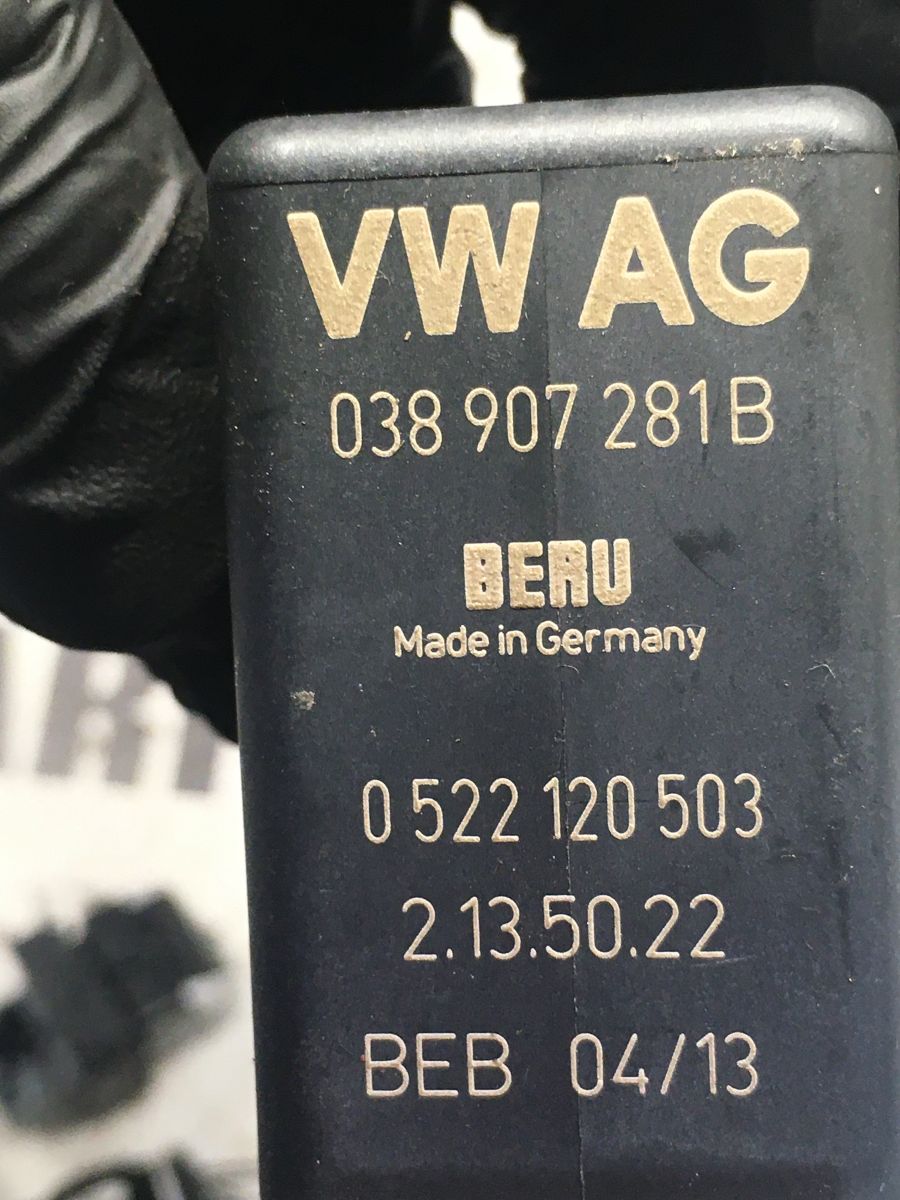 VW AG
038 907 281 B
BERU
Made in Germany
0 522 120 503
2.13.50.22
BEB 04/13